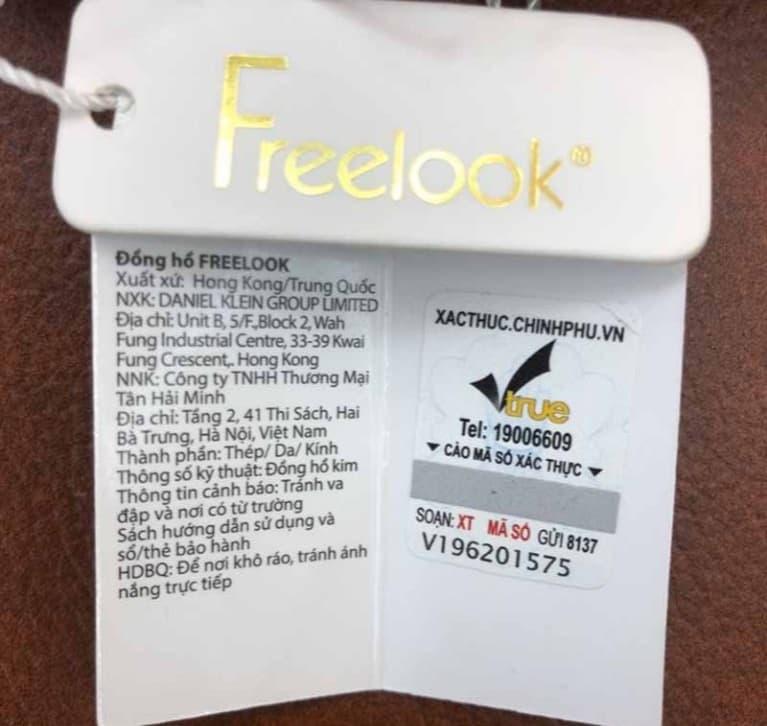 Freelook®
Đồng hồ FREELOOK
Xuất xứ: Hong Kong/Trung Quốc
NXK: DANIEL KLEIN GROUP LIMITED
Địa chỉ: Unit B, 5/F.,Block 2, Wah
Fung Industrial Centre, 33-39 Kwai
Fung Crescent,. Hong Kong
NNK: Công ty TNHH Thương Mại
Tân Hải Minh
Địa chỉ: Tầng 2, 41 Thi Sách, Hai
Bà Trưng, Hà Nội, Việt Nam
Thành phần: Thép/ Da/ Kính
Thông số kỹ thuật: Đồng hồ kim
Thông tin cảnh báo: Tránh va
đập và nơi có từ trường
Sách hướng dẫn sử dụng và
sổ/thẻ bảo hành
HDBQ: Để nơi khô ráo, tránh ánh
nắng trực tiếp
XACTHUC.CHINHPHU.VN
Vtrue
Tel: 19006609
CÀO MÃ SỐ XÁC THỰC
SOẠN: XT MÃ SỐ GỬI 8137
V196201575